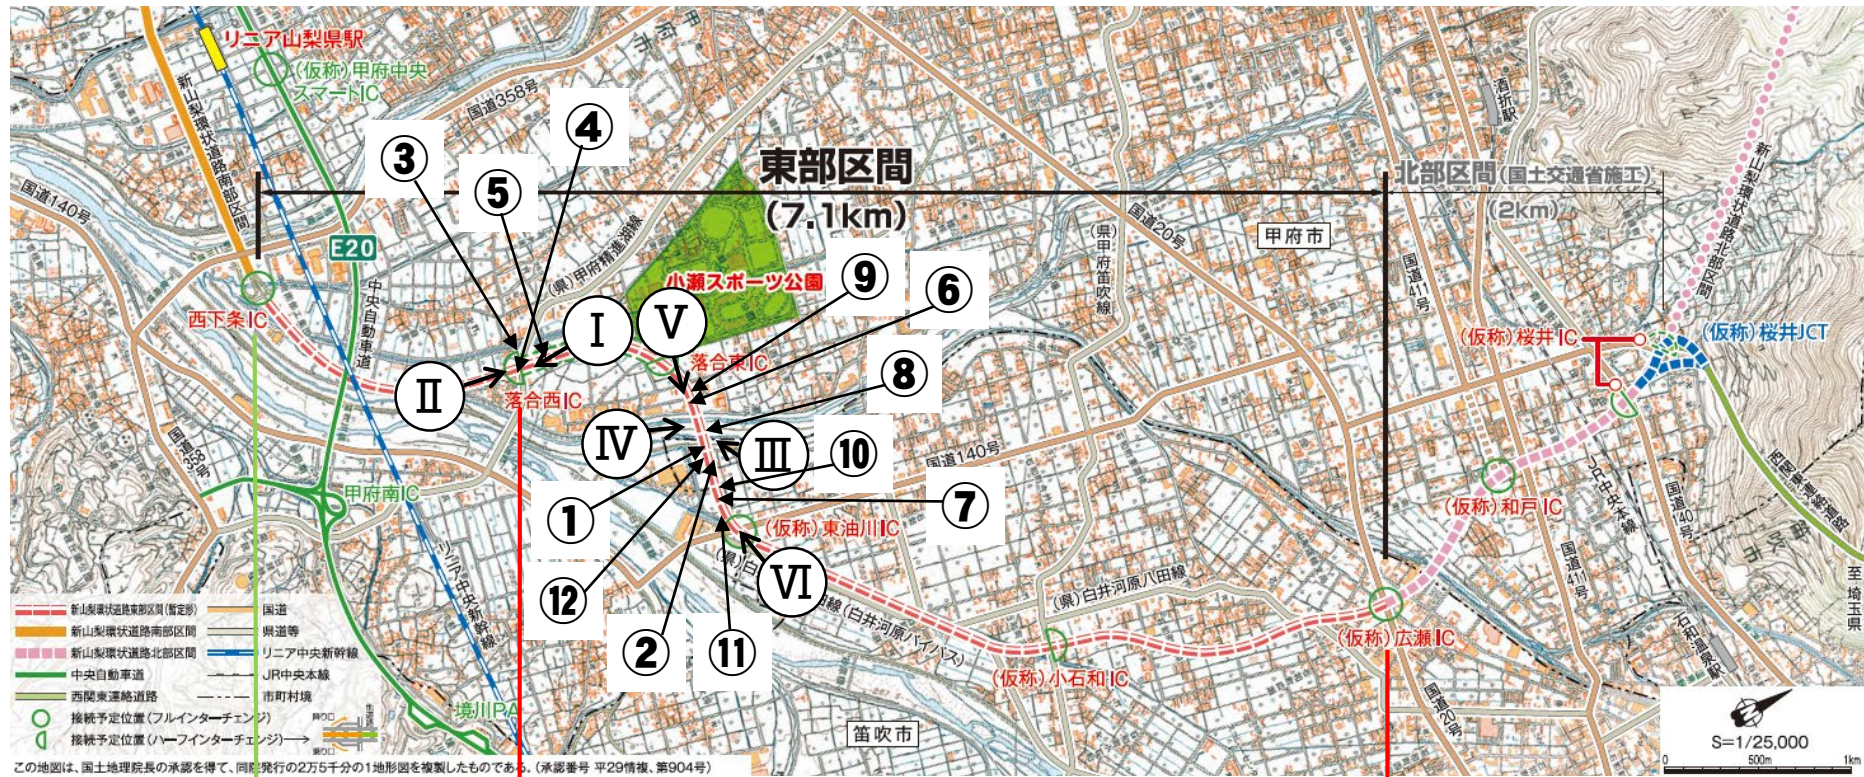 リニア山梨県駅
(仮称)甲府中央
スマートIC
新山梨環状道路南部区間
国道358号
甲府市
国道140号
E20
中央自動車道
西下条IC
③
④
⑤
(県)甲府精進湖線
東部区間
(7.1km)
小瀬スポーツ公園
Ⅰ
Ⅱ
Ⅴ
⑨
⑥
落合西IC
落合東IC
⑧
Ⅳ
Ⅲ
⑩
国道140号
①
⑦
(仮称)東油川IC
⑫
Ⅵ
②
⑪
国道358号
甲府南IC
リニア中央新幹線
境川PA
(県)甲府笛吹線
国道20号
甲府市
国道411号
酒折駅
北部区間(国土交通省施工)
(2km)
新山梨環状道路北部区間
(仮称)桜井IC
(仮称)桜井JCT
西関東連絡道路
笛吹市
至 埼玉県
(仮称)和戸IC
JR中央本線
国道140号
国道411号
石和温泉駅
(仮称)広瀬IC
国道20号
(県)白井河原八田線
線(白井河原バイパス)
(仮称)小石和IC
笛吹市
新山梨環状道路東部区間(暫定形)
国道
新山梨環状道路南部区間
県道等
新山梨環状道路北部区間
リニア中央新幹線
中央自動車道
JR中央本線
西関東連絡道路
市町村境
接続予定位置(フルインターチェンジ)
接続予定位置(ハーフインターチェンジ)
降り口
乗り口
この地図は、国土地理院長の承認を得て、同院発行の2万5千分の1地形図を複製したものである。(承認番号 平29情複、第904号)
S=1/25,000
0 500m 1km